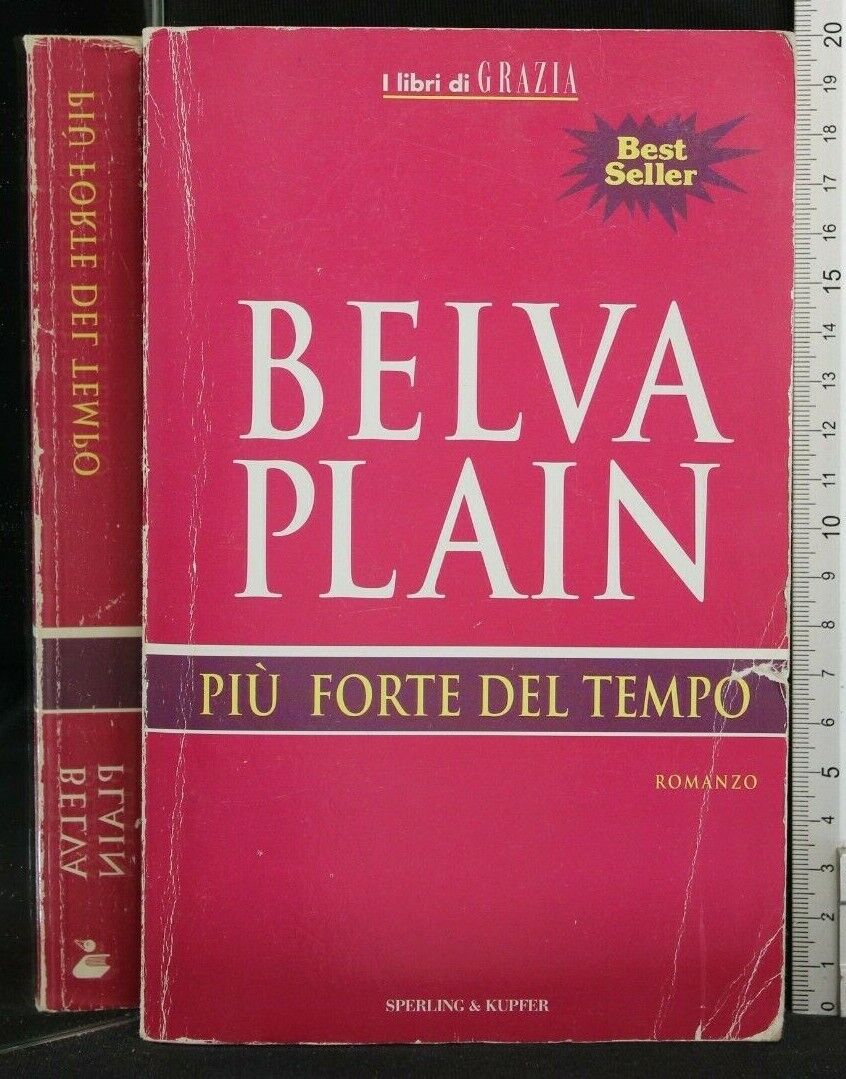 I libri di GRAZIA
Best
Seller
BELVA
PLAIN
PIÙ FORTE DEL TEMPO
ROMANZO
SPERLING & KUPFER
PIÙ FORTE DEL TEMPO
BELVA
PLAIN
20
19
18
17
16
15
14
13
12
11
10
9
8
7
6
5
4
3
2
1
0